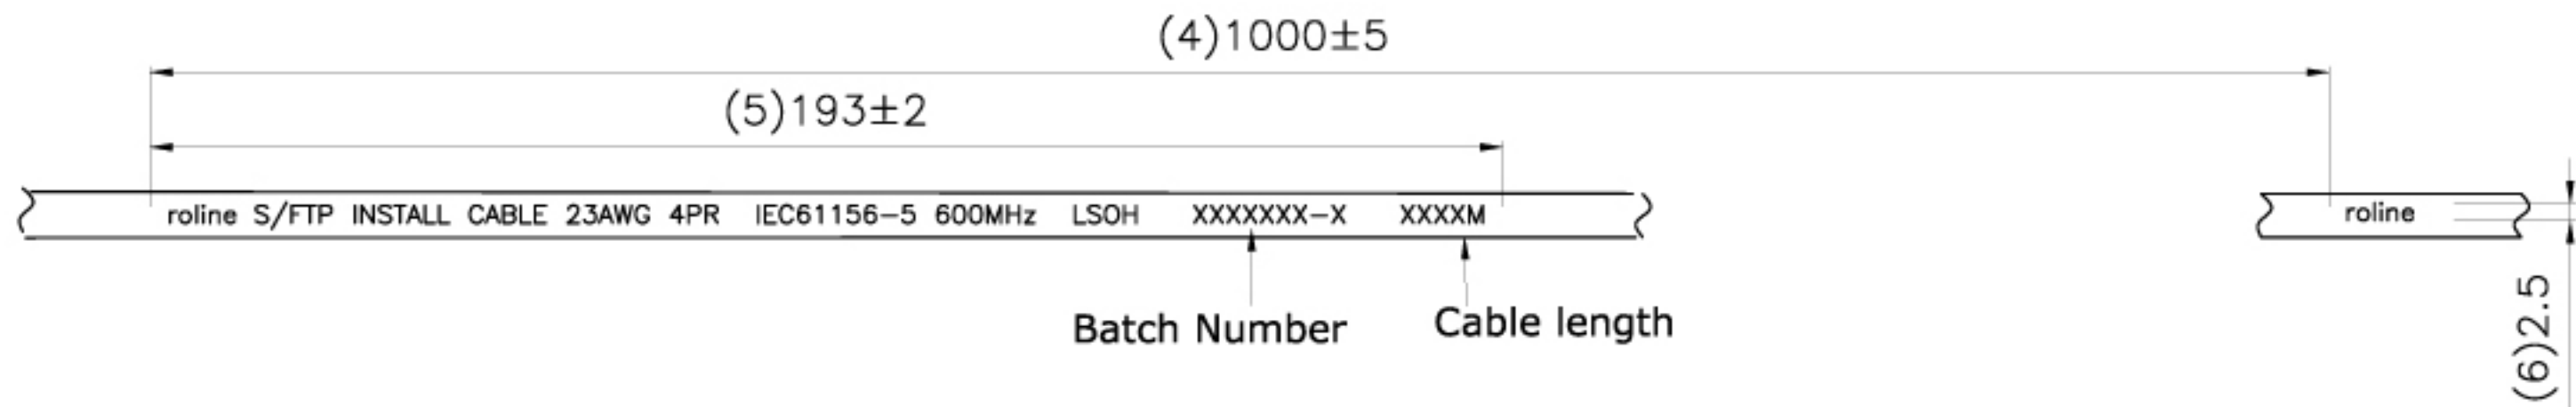 (4)1000±5
(5)193±2
roline S/FTP INSTALL CABLE 23AWG 4PR IEC61156-5 600MHz LSOH XXXXXXX-X XXXXM
roline
Batch Number
Cable length
(6)2.5